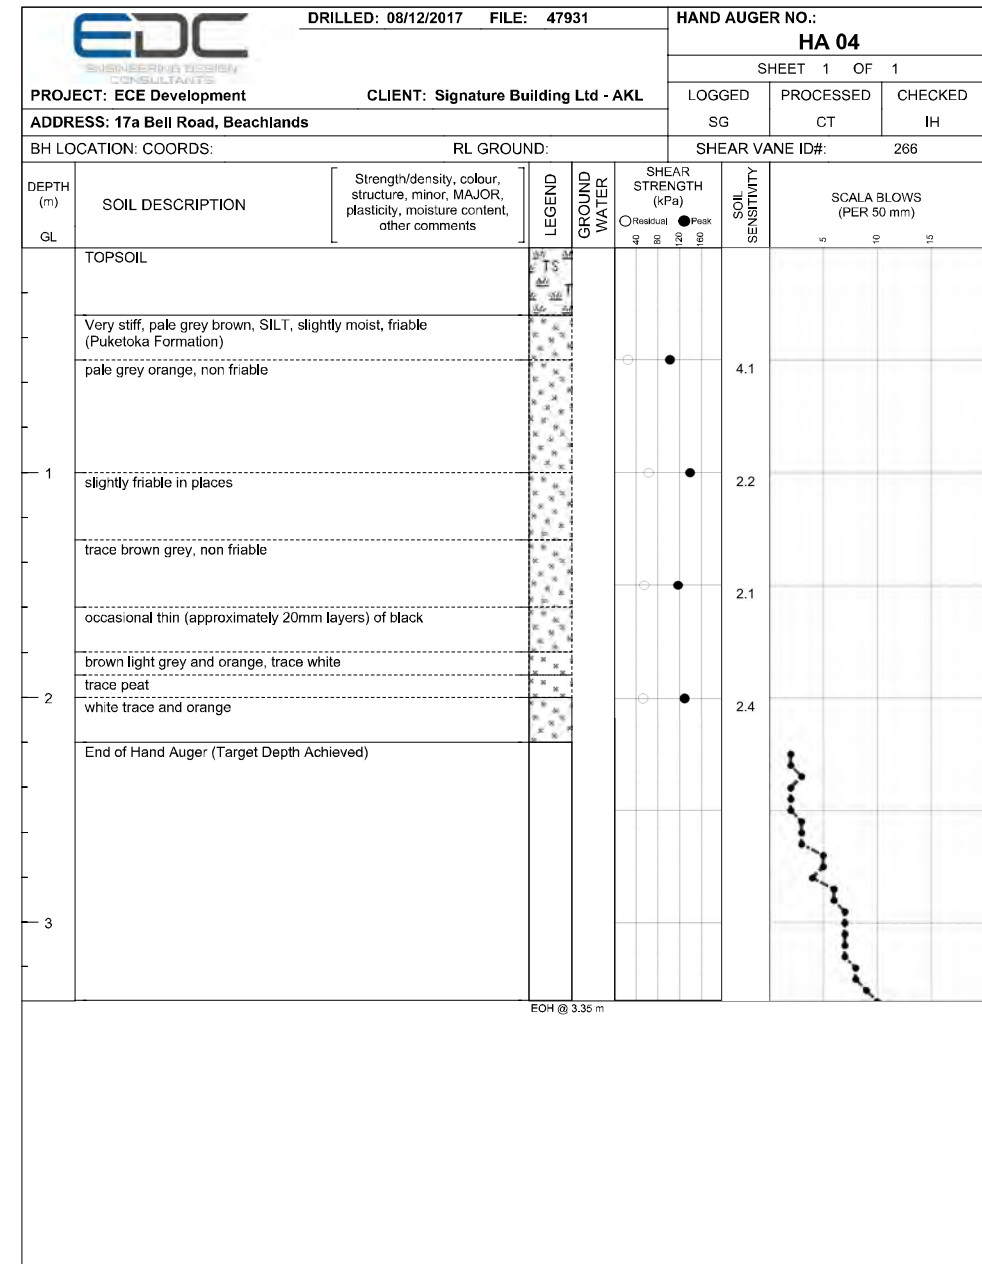 EDC
ENGINEERING DESIGN
CONSULTANTS
DRILLED: 08/12/2017 FILE: 47931
HAND AUGER NO.:
HA 04
SHEET 1 OF 1
PROJECT: ECE Development CLIENT: Signature Building Ltd - AKL
LOGGED PROCESSED CHECKED
ADDRESS: 17a Bell Road, Beachlands
SG CT IH
BH LOCATION: COORDS: RL GROUND: SHEAR VANE ID#: 266
DEPTH
(m)
GL
SOIL DESCRIPTION
Strength/density, colour,
structure, minor, MAJOR,
plasticity, moisture content,
other comments
LEGEND
GROUND
WATER
SHEAR
STRENGTH
(kPa)
Residual Peak
40 80 120 160
SOIL
SENSITIVITY
SCALA BLOWS
(PER 50 mm)
5 10 15
TOPSOIL
TS
T
Very stiff, pale grey brown, SILT, slightly moist, friable
(Puketoka Formation)
pale grey orange, non friable
4.1
1
slightly friable in places
2.2
trace brown grey, non friable
2.1
occasional thin (approximately 20mm layers) of black
brown light grey and orange, trace white
trace peat
2
white trace and orange
2.4
End of Hand Auger (Target Depth Achieved)
3
EOH @ 3.35 m